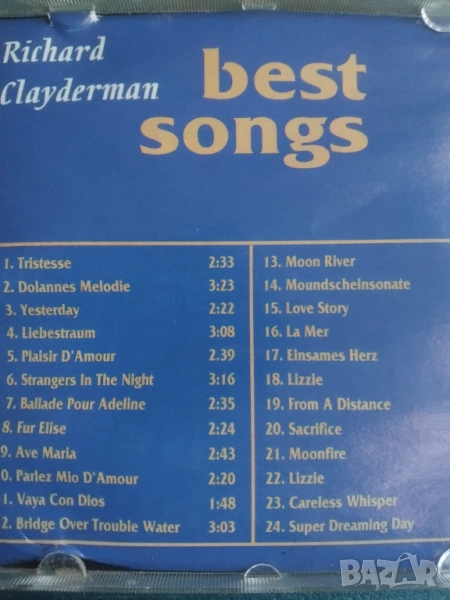 Richard
Clayderman
best
songs
1. Tristesse 2:33
2. Dolannes Melodie 3:23
3. Yesterday 2:22
4. Liebestraum 3:08
5. Plaisir D'Amour 2.39
6. Strangers In The Night 3:16
7. Ballade Pour Adeline 2:35
8. Fur Elise 2:24
9. Ave Maria 2:43
0. Parlez Mio D'Amour 2:20
1. Vaya Con Dios 1:48
2. Bridge Over Trouble Water 3:03
13. Moon River
14. Moundscheinsonate
15. Love Story
16. La Mer
17. Einsames Herz
18. Lizzie
19. From A Distance
20. Sacrifice
21. Moonfire
22. Lizzie
23. Careless Whisper
24. Super Dreaming Day
BAZAR.bg